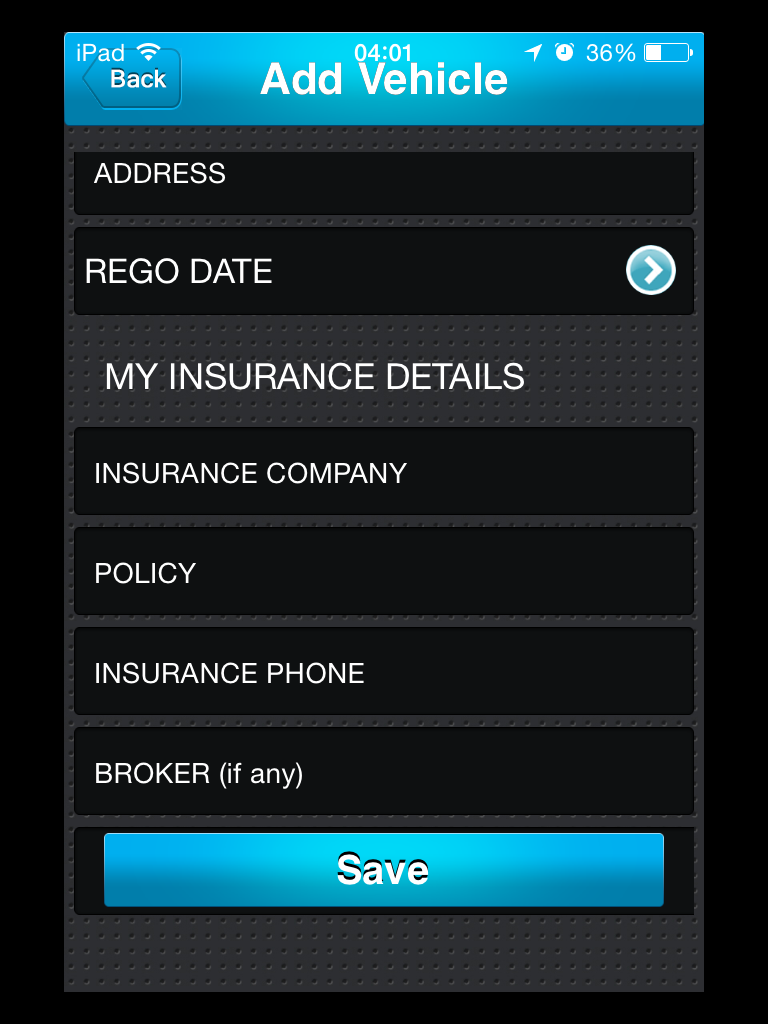 iPad 04:01 36%
Back Add Vehicle
ADDRESS
REGO DATE
MY INSURANCE DETAILS
INSURANCE COMPANY
POLICY
INSURANCE PHONE
BROKER (if any)
Save